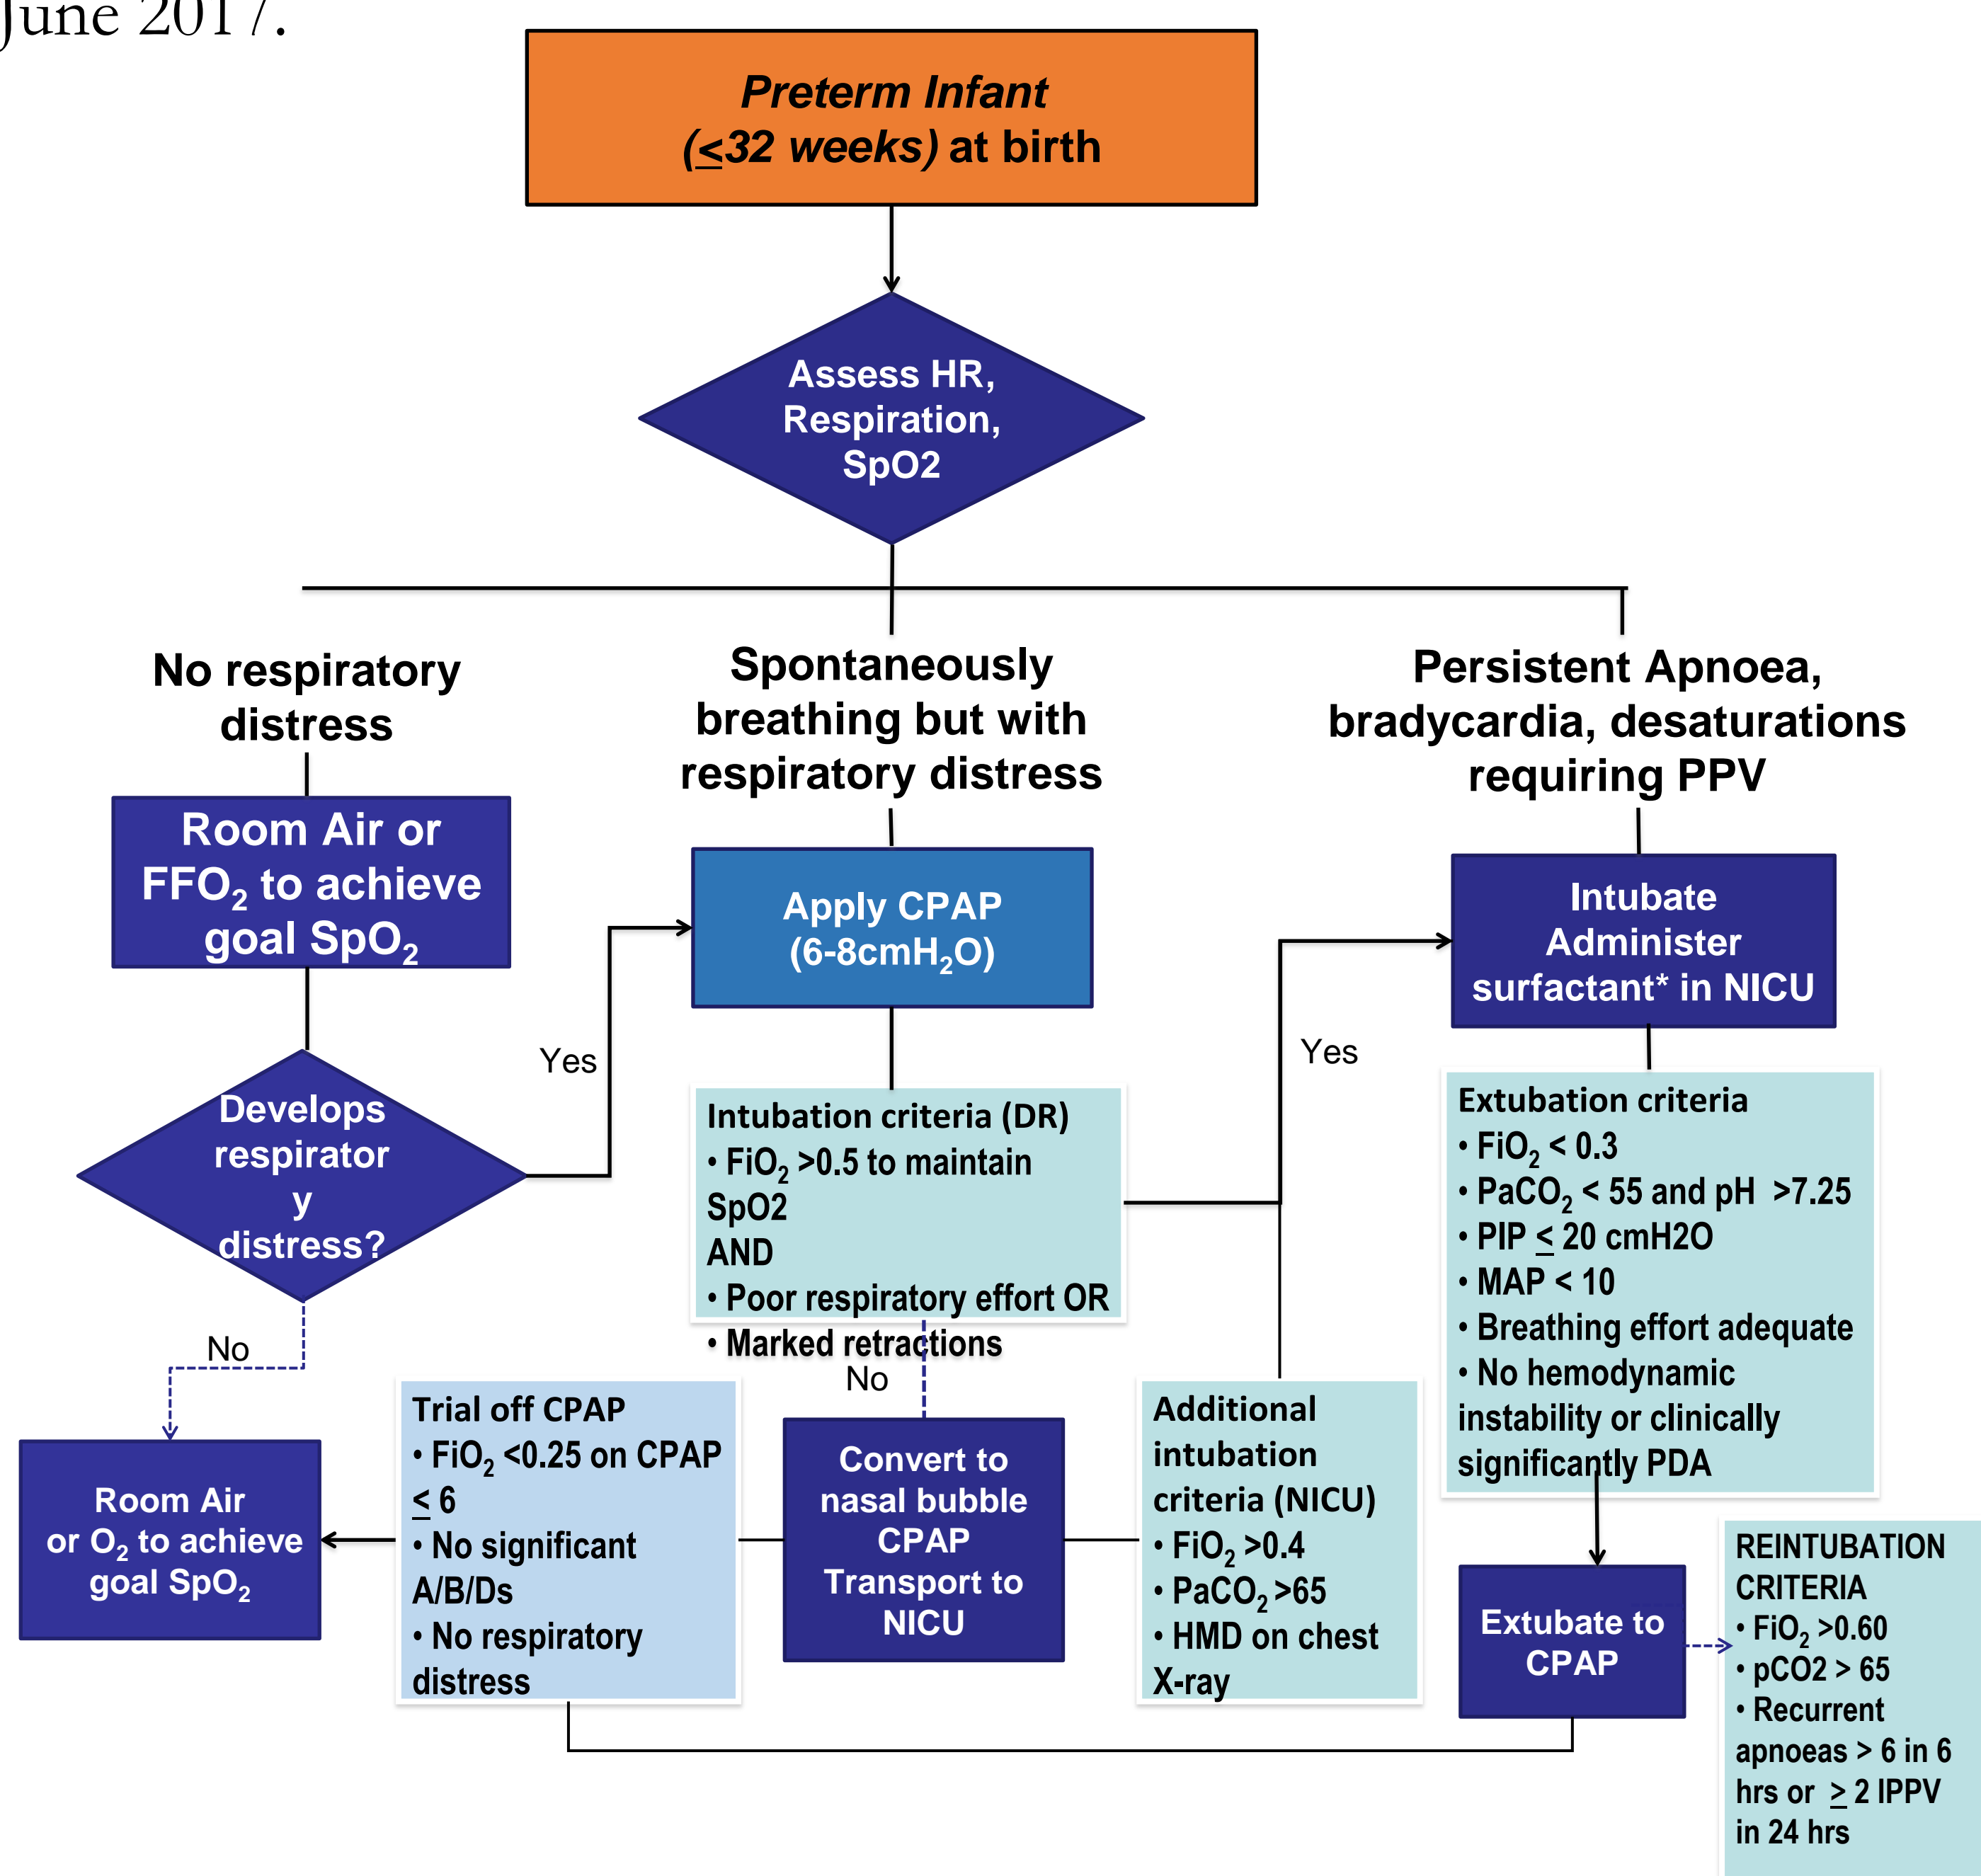 June 2017.
Preterm Infant
(≤32 weeks) at birth
Assess HR,
Respiration,
SpO2
No respiratory
distress
Spontaneously
breathing but with
respiratory distress
Persistent Apnoea,
bradycardia, desaturations
requiring PPV
Room Air or
FFO₂ to achieve
goal SpO₂
Apply CPAP
(6-8cmH₂O)
Intubate
Administer
surfactant* in NICU
Develops
respirator
y
distress?
Yes
No
Intubation criteria (DR)
• FiO₂ >0.5 to maintain
SpO2
AND
• Poor respiratory effort OR
• Marked retractions
Yes
No
Extubation criteria
• FiO₂ < 0.3
• PaCO₂ < 55 and pH >7.25
• PIP ≤ 20 cmH2O
• MAP < 10
• Breathing effort adequate
• No hemodynamic
instability or clinically
significantly PDA
Room Air
or O₂ to achieve
goal SpO₂
Trial off CPAP
• FiO₂ <0.25 on CPAP
≤ 6
• No significant
A/B/Ds
• No respiratory
distress
Convert to
nasal bubble
CPAP
Transport to
NICU
Additional
intubation
criteria (NICU)
• FiO₂ >0.4
• PaCO₂ >65
• HMD on chest
X-ray
Extubate to
CPAP
REINTUBATION
CRITERIA
• FiO₂ >0.60
• pCO2 > 65
• Recurrent
apnoeas > 6 in 6
hrs or ≥ 2 IPPV
in 24 hrs